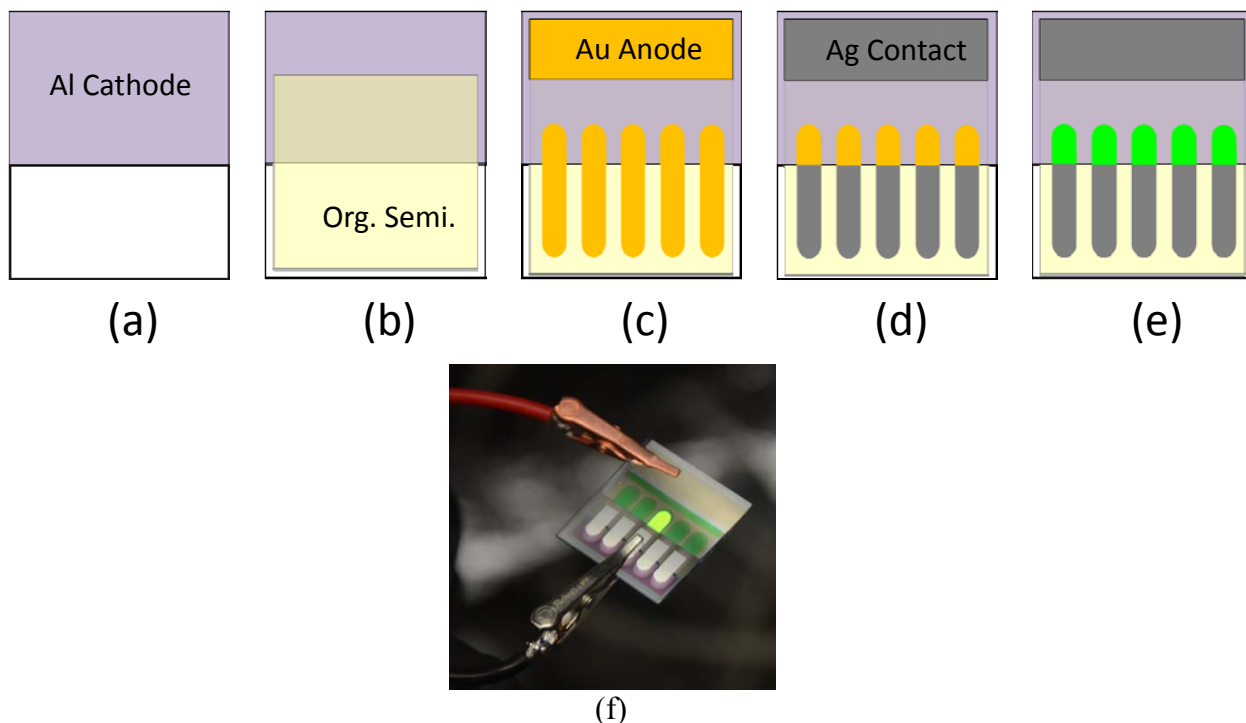 Al Cathode
Org. Semi.
Au Anode
Ag Contact
(a)
(b)
(c)
(d)
(e)
(f)